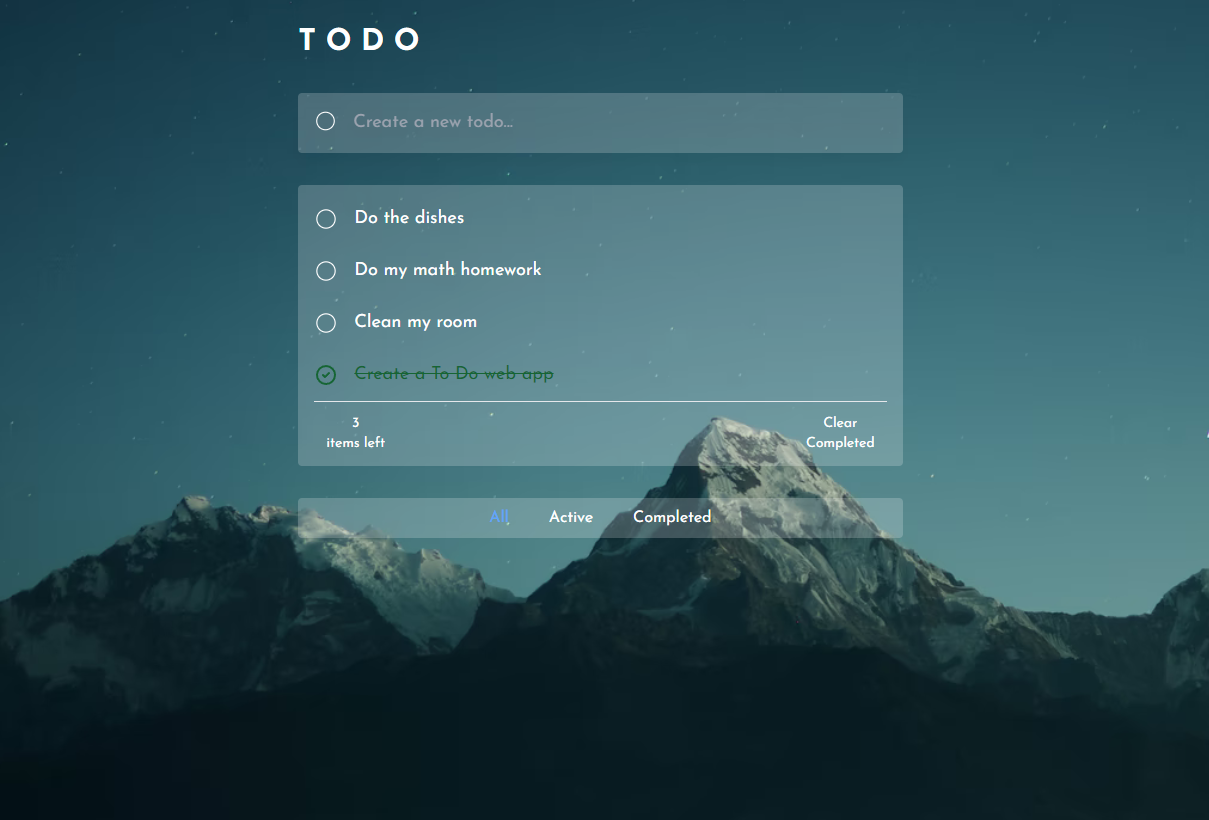 TODO
Create a new todo...
Do the dishes
Do my math homework
Clean my room
Create a To Do web app
3
items left
Clear
Completed
All Active Completed